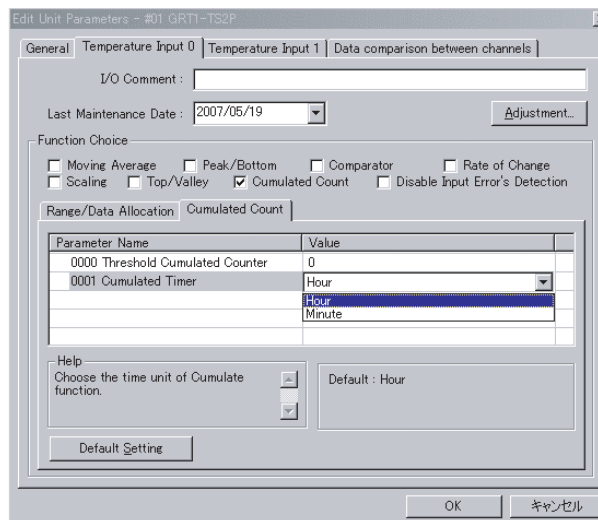 Edit Unit Parameters - #01 GRT1-TS2P
General Temperature Input 0 Temperature Input 1 Data comparison between channels
I/O Comment :
Last Maintenance Date : 2007/05/19 Adjustment...
Function Choice
Moving Average Peak/Bottom Comparator Rate of Change
Scaling Top/Valley Cumulated Count Disable Input Error's Detection
Range/Data Allocation Cumulated Count
Parameter Name Value
0000 Threshold Cumulated Counter 0
0001 Cumulated Timer Hour
Hour
Minute
Help
Choose the time unit of Cumulate
function.
Default : Hour
Default Setting
OK キャンセル